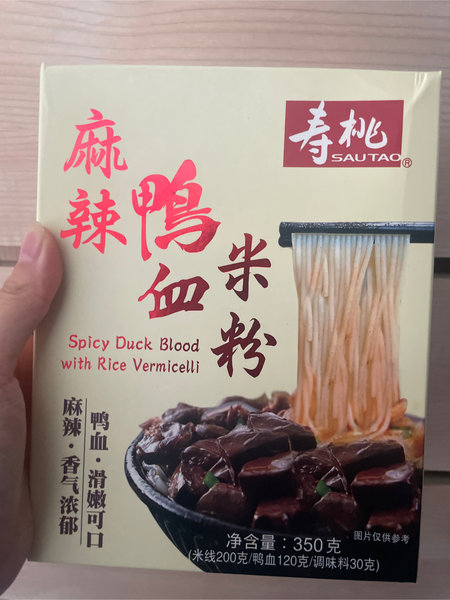 寿桃
SAUTAO®
麻辣
鸭血
米粉
Spicy Duck Blood
with Rice Vermicelli
鸭血·滑嫩可口
麻辣·香气浓郁
图片仅供参考
净含量：350克
(米线200克/鸭血120克/调味料30克)